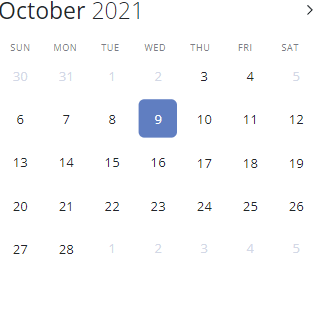 October 2021
SUN MON TUE WED THU FRI SAT
30 31 1 2 3 4 5
6 7 8 9 10 11 12
13 14 15 16 17 18 19
20 21 22 23 24 25 26
27 28 1 2 3 4 5